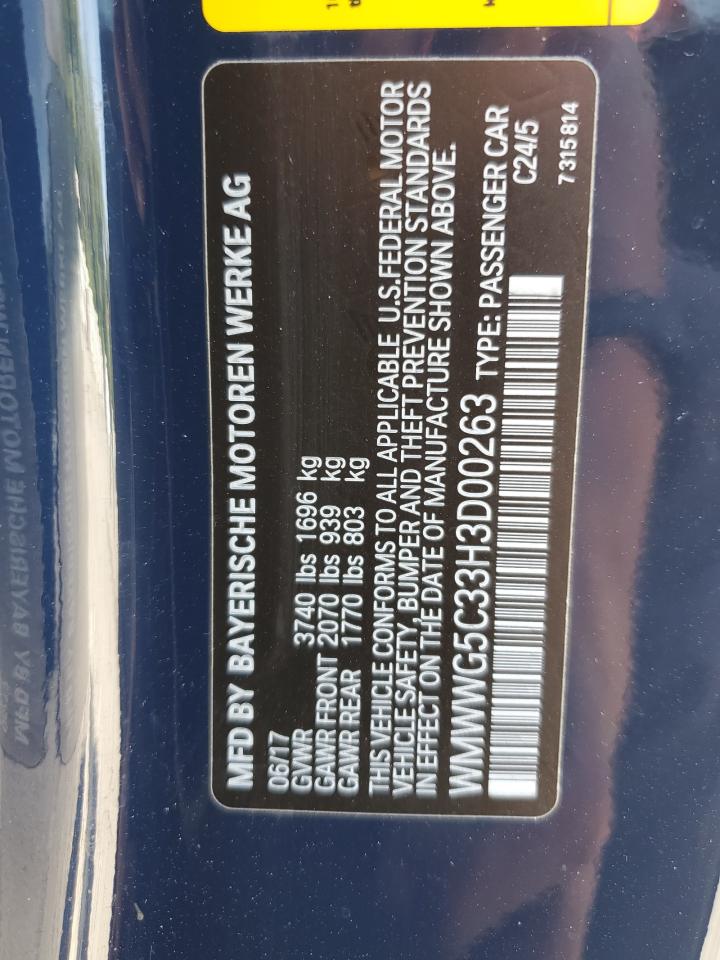 MFD BY BAYERISCHE MOTOREN WERKE AG
06/17
GVWR 3740 lbs 1696 kg
GAWR FRONT 2070 lbs 939 kg
GAWR REAR 1770 lbs 803 kg
THIS VEHICLE CONFORMS TO ALL APPLICABLE U.S.FEDERAL MOTOR
VEHICLE SAFETY, BUMPER AND THEFT PREVENTION STANDARDS
IN EFFECT ON THE DATE OF MANUFACTURE SHOWN ABOVE.
WMWWG5C33H3D00263 TYPE: PASSENGER CAR
C24/5
7 315 814